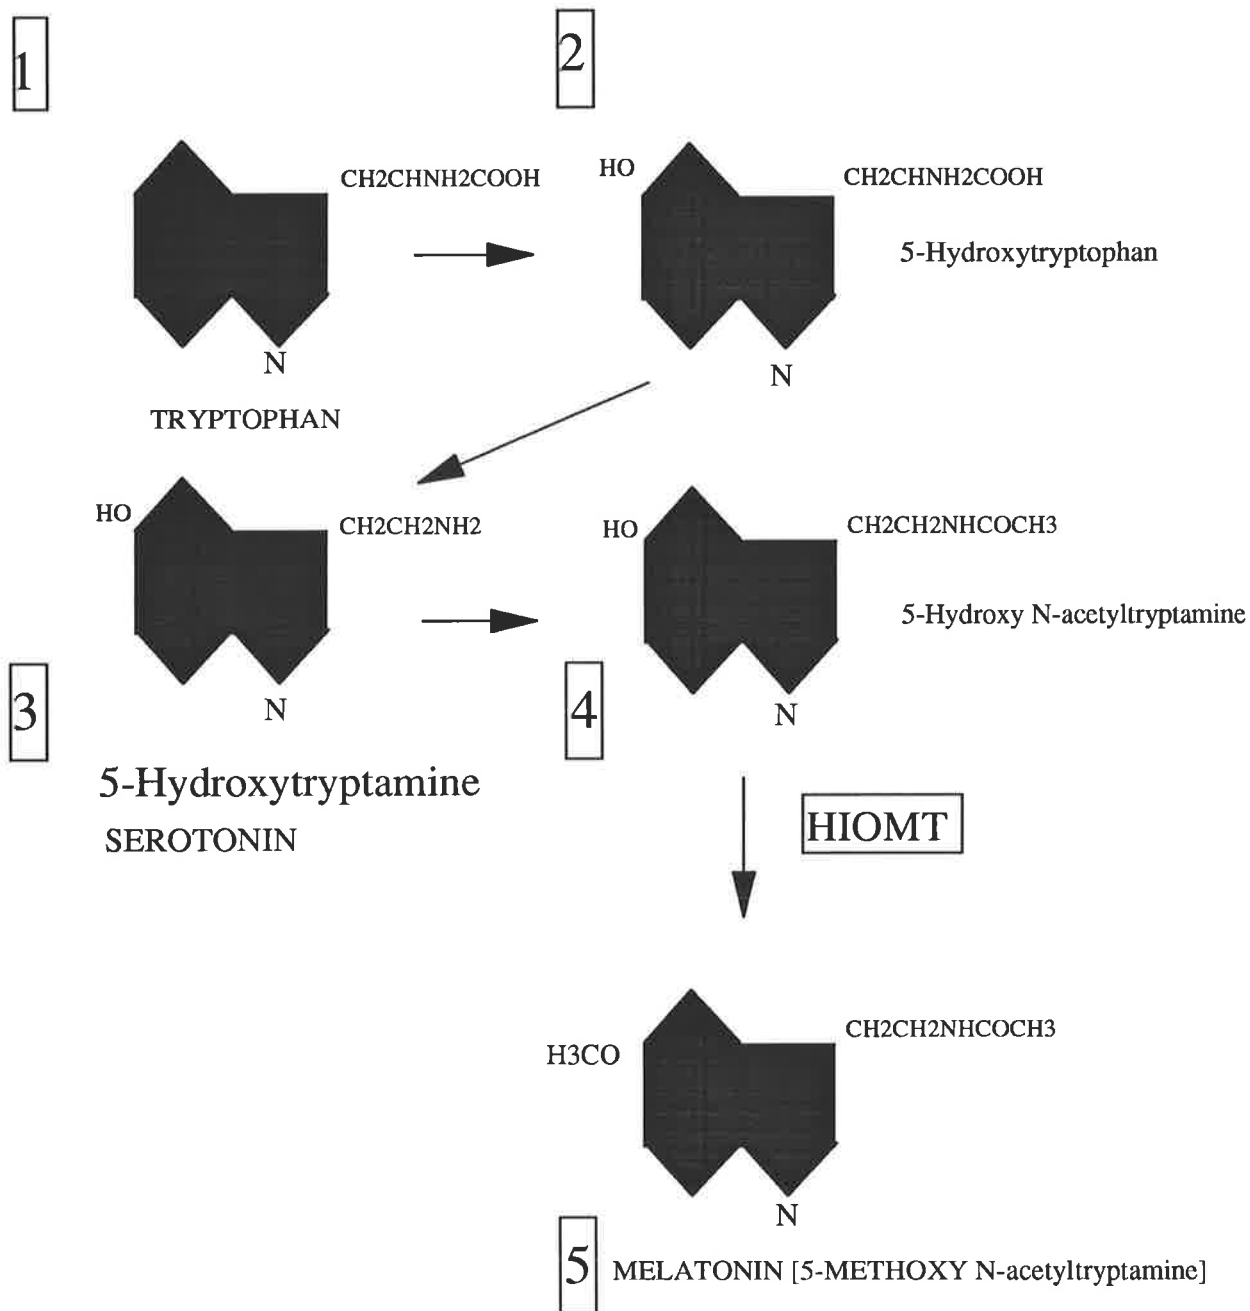 1
2
CH2CHNH2COOH
N
TRYPTOPHAN
HO
CH2CHNH2COOH
5-Hydroxytryptophan
N
HO
CH2CH2NH2
N
3
5-Hydroxytryptamine
SEROTONIN
HO
CH2CH2NHCOCH3
5-Hydroxy N-acetyltryptamine
N
4
HIOMT
H3CO
CH2CH2NHCOCH3
N
5
MELATONIN [5-METHOXY N-acetyltryptamine]